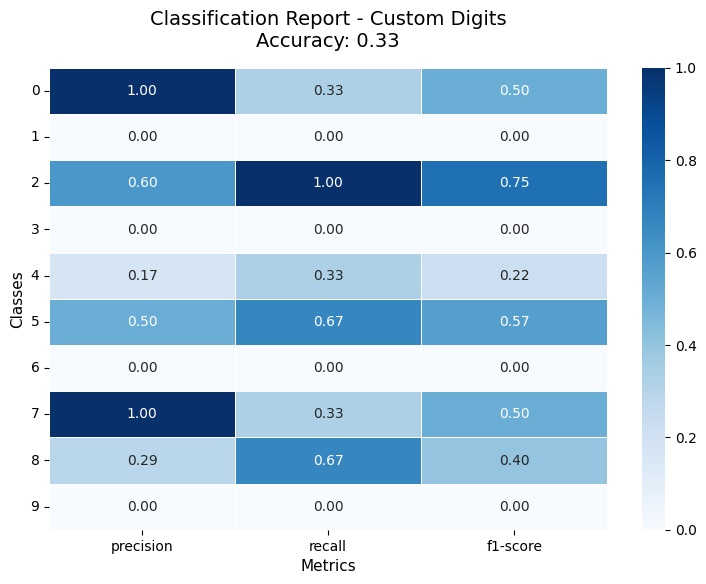 Classification Report - Custom Digits
Accuracy: 0.33
0 1.00 0.33 0.50
1 0.00 0.00 0.00
2 0.60 1.00 0.75
3 0.00 0.00 0.00
4 0.17 0.33 0.22
5 0.50 0.67 0.57
6 0.00 0.00 0.00
7 1.00 0.33 0.50
8 0.29 0.67 0.40
9 0.00 0.00 0.00
Classes
precision recall f1-score
Metrics
1.0
0.8
0.6
0.4
0.2
0.0